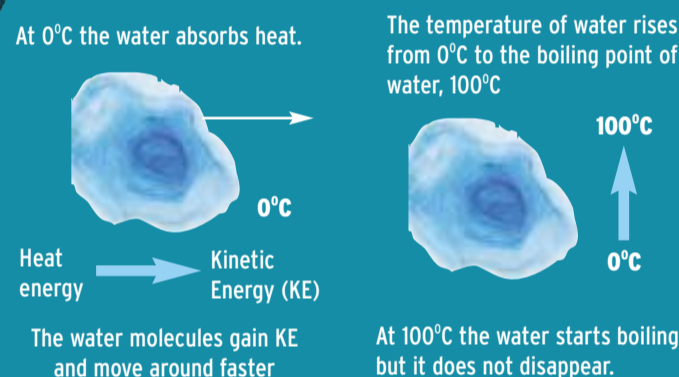 At 0°C the water absorbs heat.
0°C
Heat
energy
Kinetic
Energy (KE)
The water molecules gain KE
and move around faster
The temperature of water rises
from 0°C to the boiling point of
water, 100°C
100°C
0°C
At 100°C the water starts boiling
but it does not disappear.